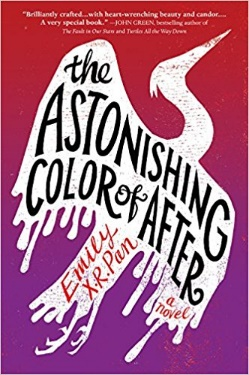 "Brilliantly crafted...with heart-wrenching beauty and candor....
A very special book." —JOHN GREEN, bestselling author of
The Fault in Our Stars and Turtles All the Way Down
the
ASTONISHING
COLOR of
AFTER
Emily
X.R. Pan
a
novel